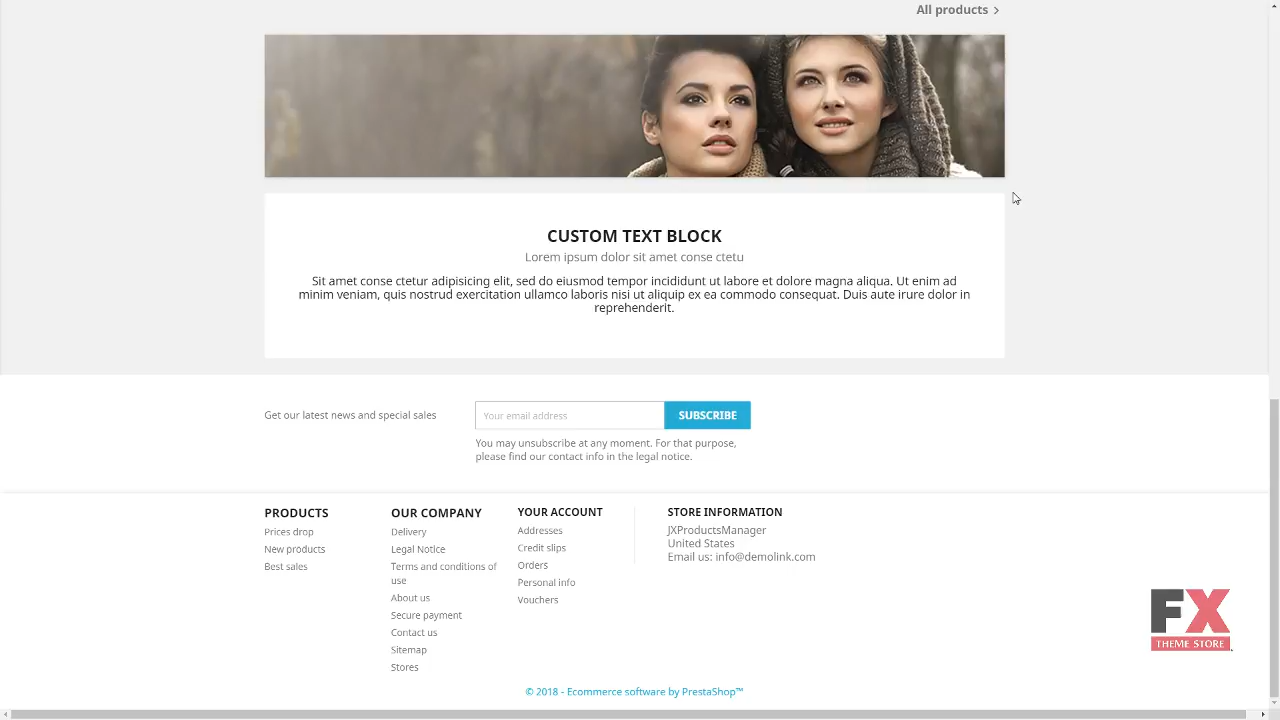 All products
CUSTOM TEXT BLOCK
Lorem ipsum dolor sit amet conse ctetu
Sit amet conse ctetur adipisicing elit, sed do eiusmod tempor incididunt ut labore et dolore magna aliqua. Ut enim ad
minim veniam, quis nostrud exercitation ullamco laboris nisi ut aliquip ex ea commodo consequat. Duis aute irure dolor in
reprehenderit.
Get our latest news and special sales
Your email address
SUBSCRIBE
You may unsubscribe at any moment. For that purpose,
please find our contact info in the legal notice.
PRODUCTS
Prices drop
New products
Best sales
OUR COMPANY
Delivery
Legal Notice
Terms and conditions of
use
About us
Secure payment
Contact us
Sitemap
Stores
YOUR ACCOUNT
Addresses
Credit slips
Orders
Personal info
Vouchers
STORE INFORMATION
JXProductsManager
United States
Email us: info@demolink.com
FX
THEME STORE
© 2018 - Ecommerce software by PrestaShop™